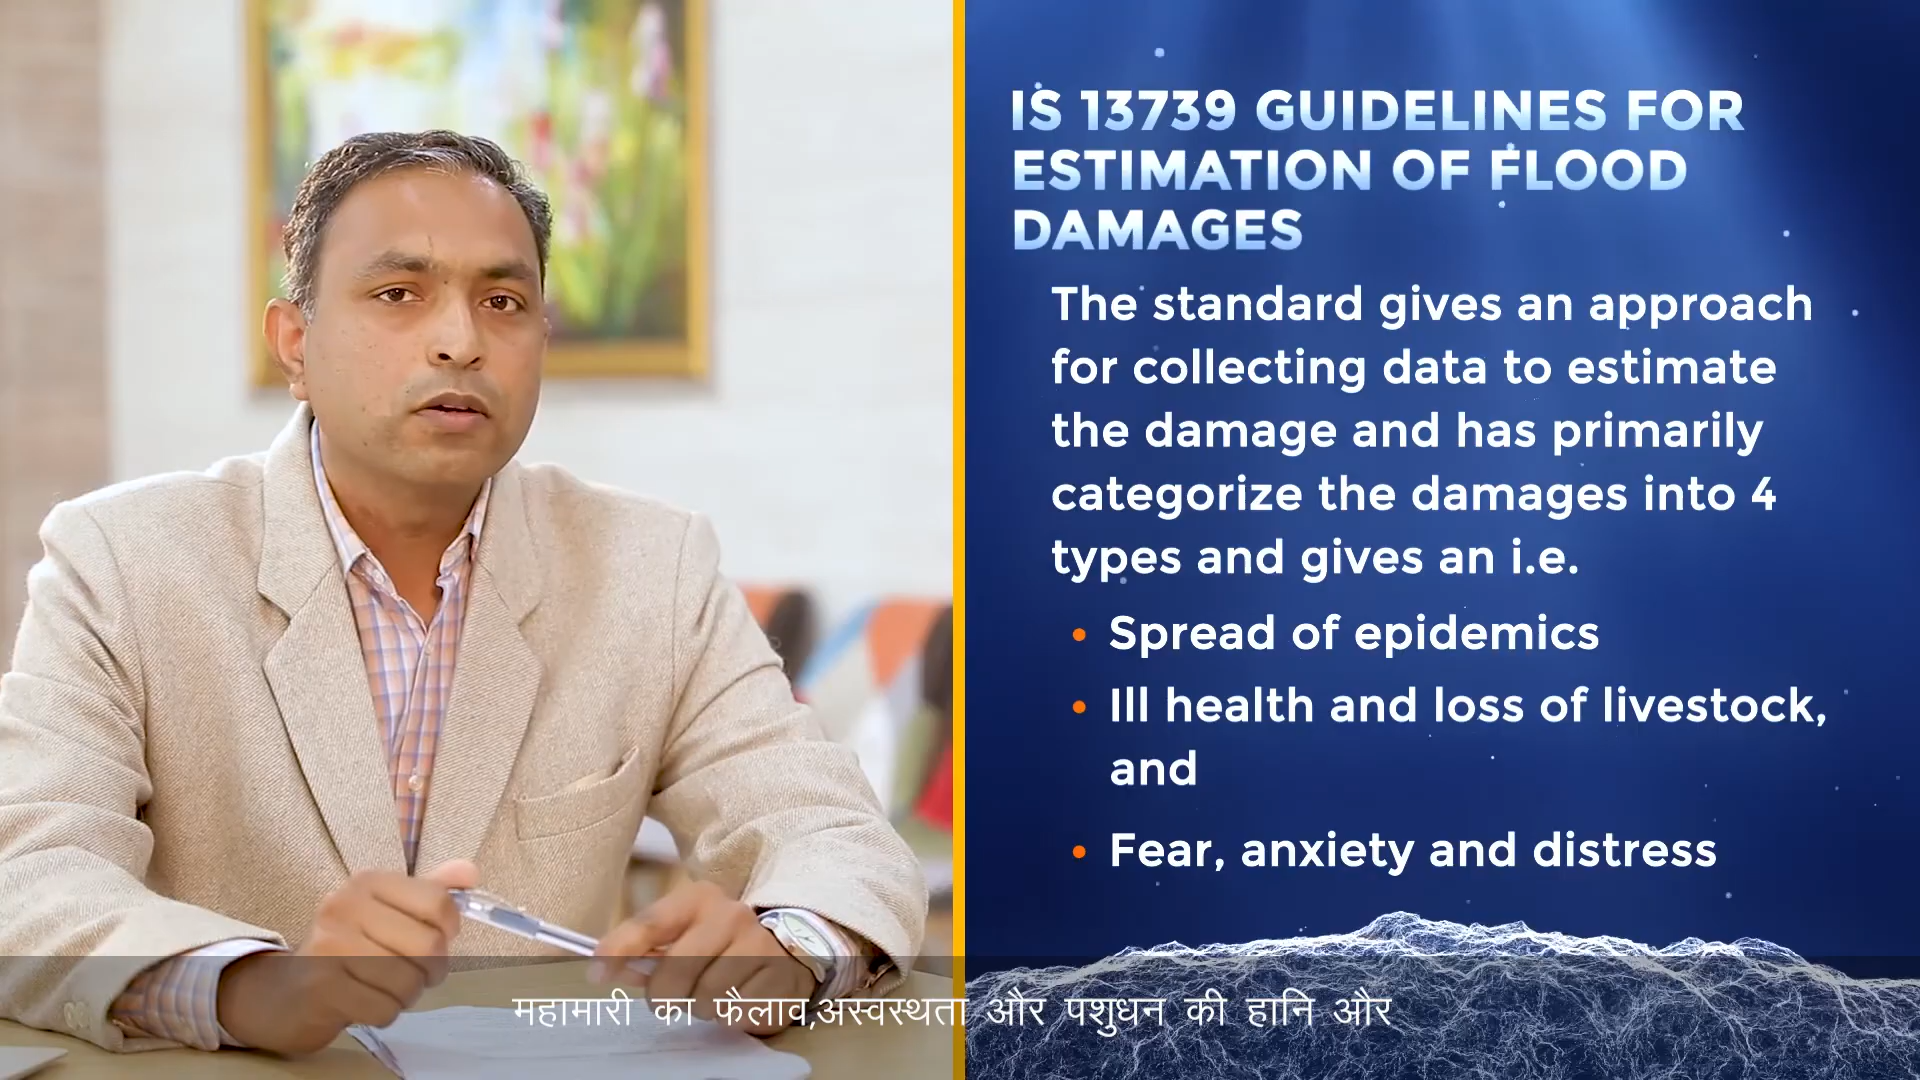 IS 13739 GUIDELINES FOR
ESTIMATION OF FLOOD
DAMAGES
The standard gives an approach
for collecting data to estimate
the damage and has primarily
categorize the damages into 4
types and gives an i.e.
• Spread of epidemics
• Ill health and loss of livestock,
and
• Fear, anxiety and distress
महामारी का फैलाव,अस्वस्थता और पशुधन की हानि और